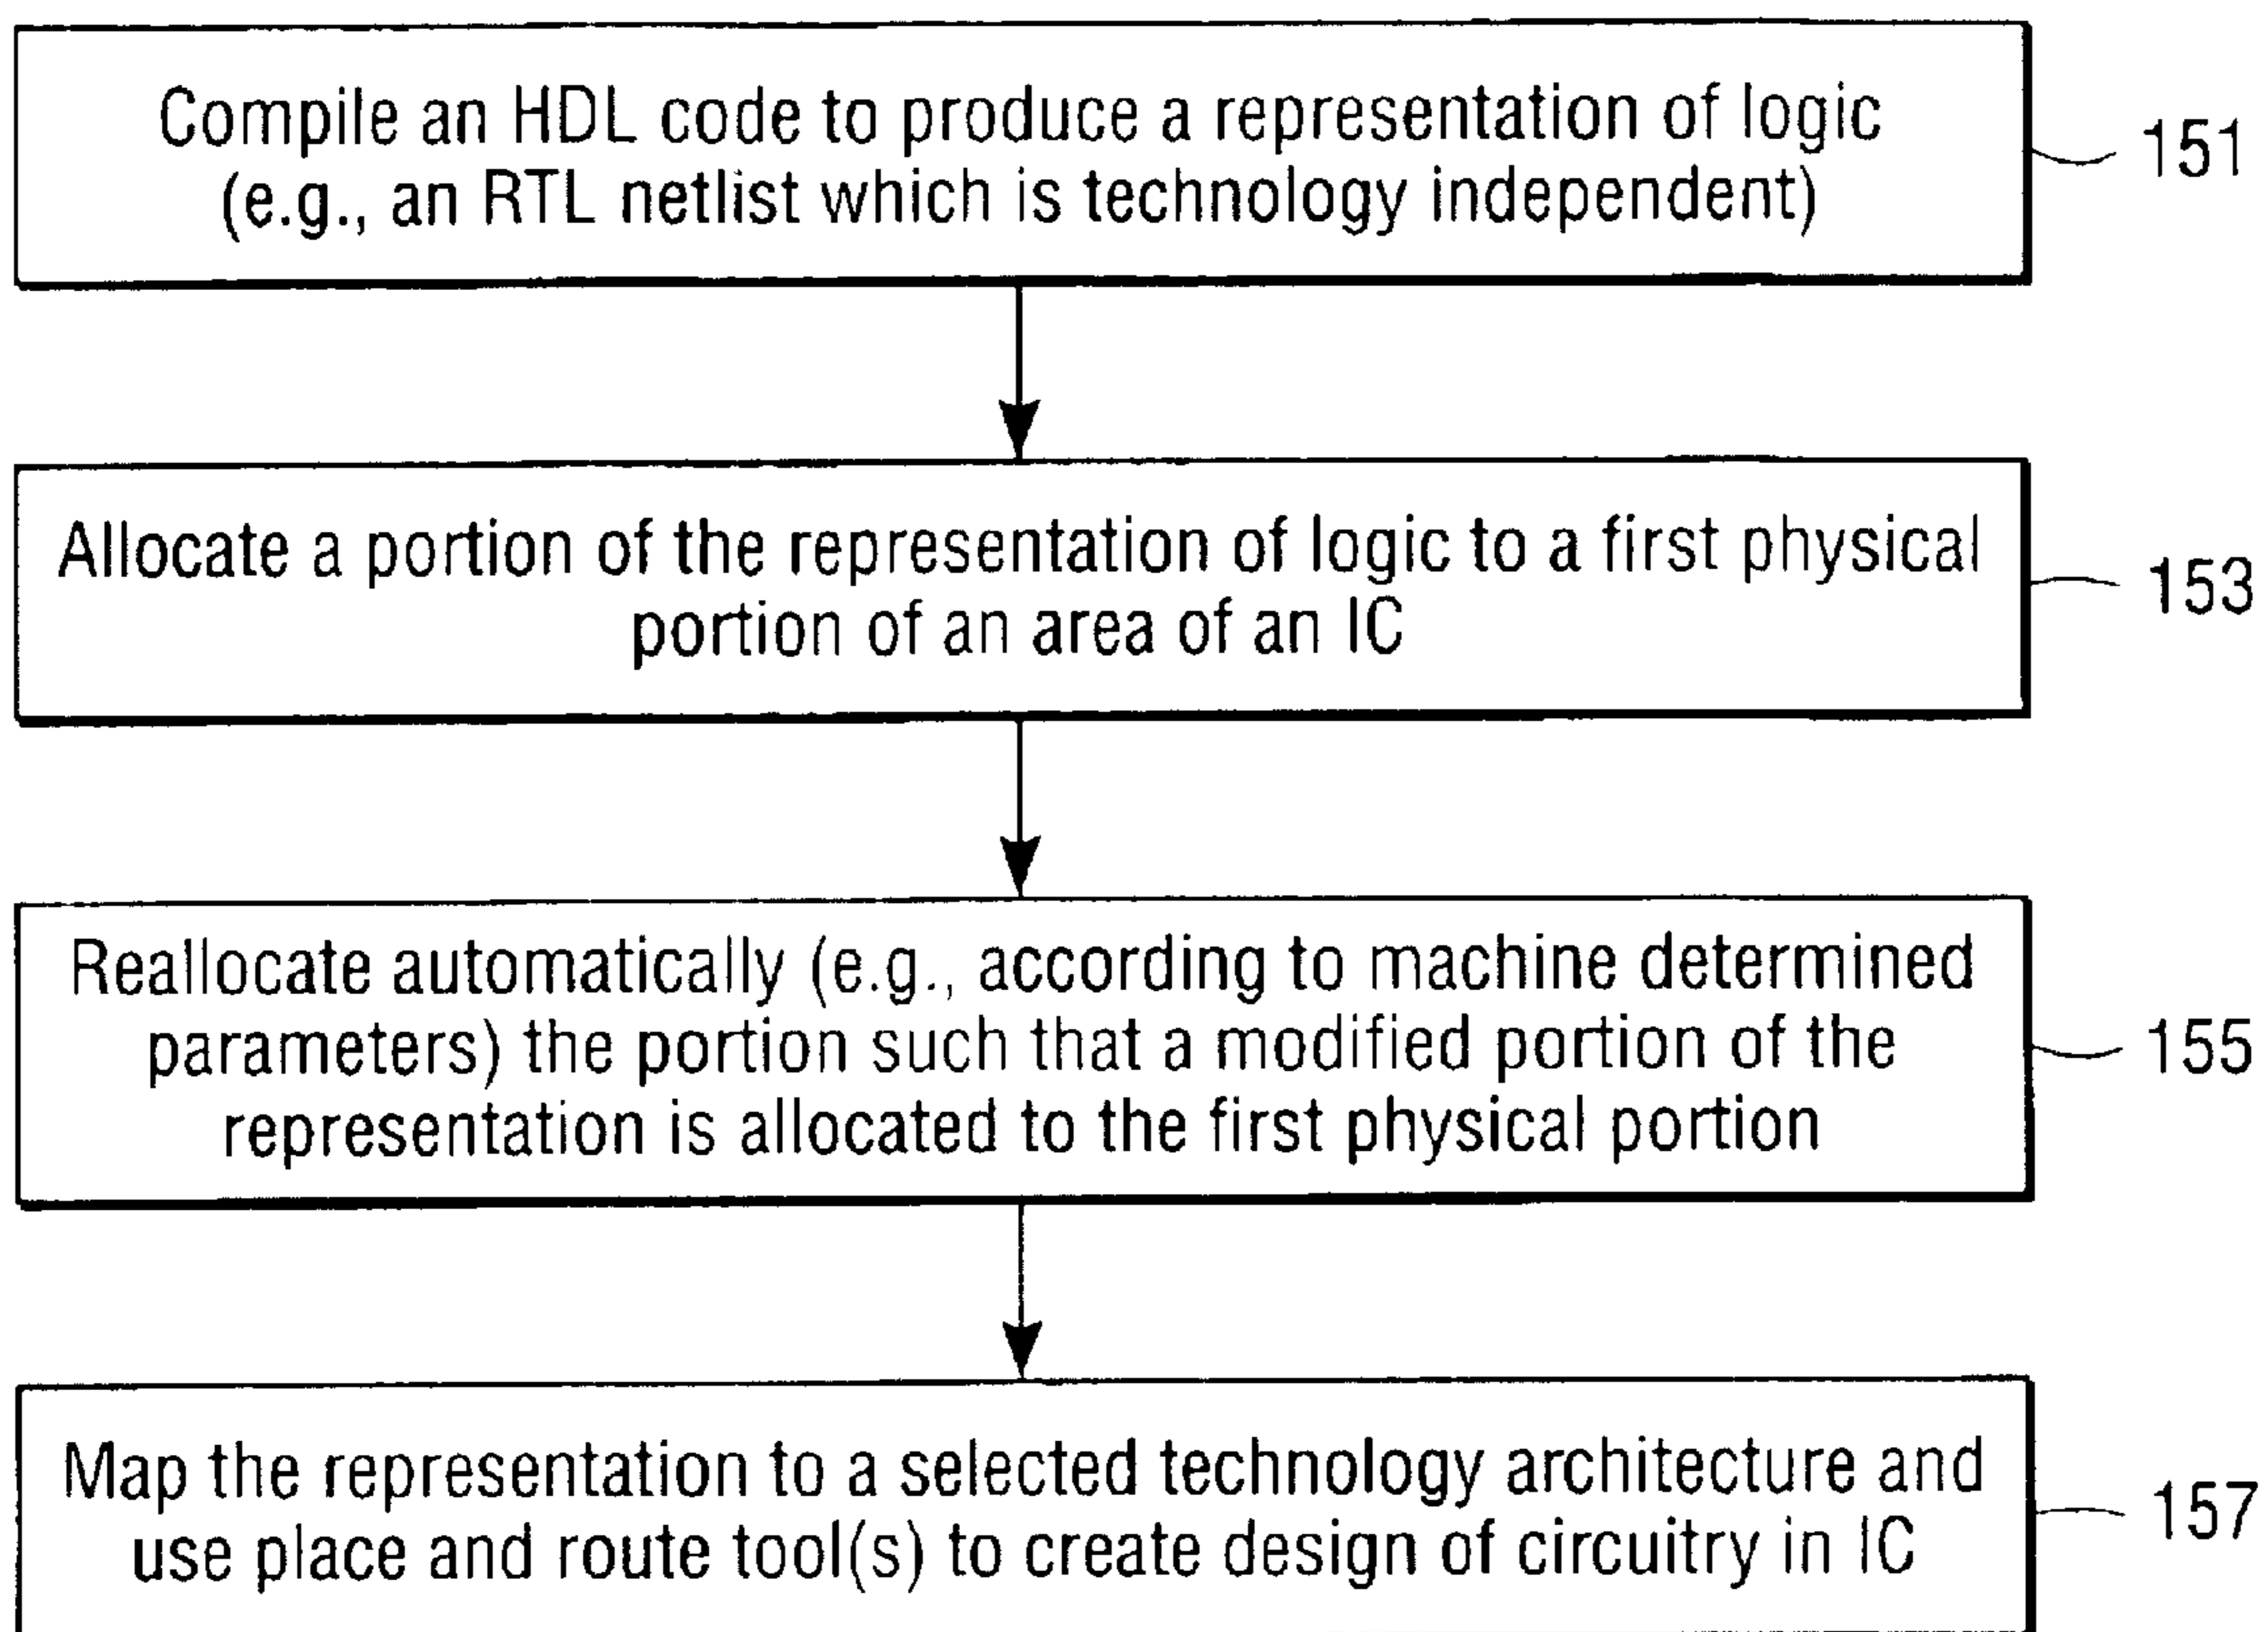 Compile an HDL code to produce a representation of logic
(e.g., an RTL netlist which is technology independent)
151
Allocate a portion of the representation of logic to a first physical
portion of an area of an IC
153
Reallocate automatically (e.g., according to machine determined
parameters) the portion such that a modified portion of the
representation is allocated to the first physical portion
155
Map the representation to a selected technology architecture and
use place and route tool(s) to create design of circuitry in IC
157